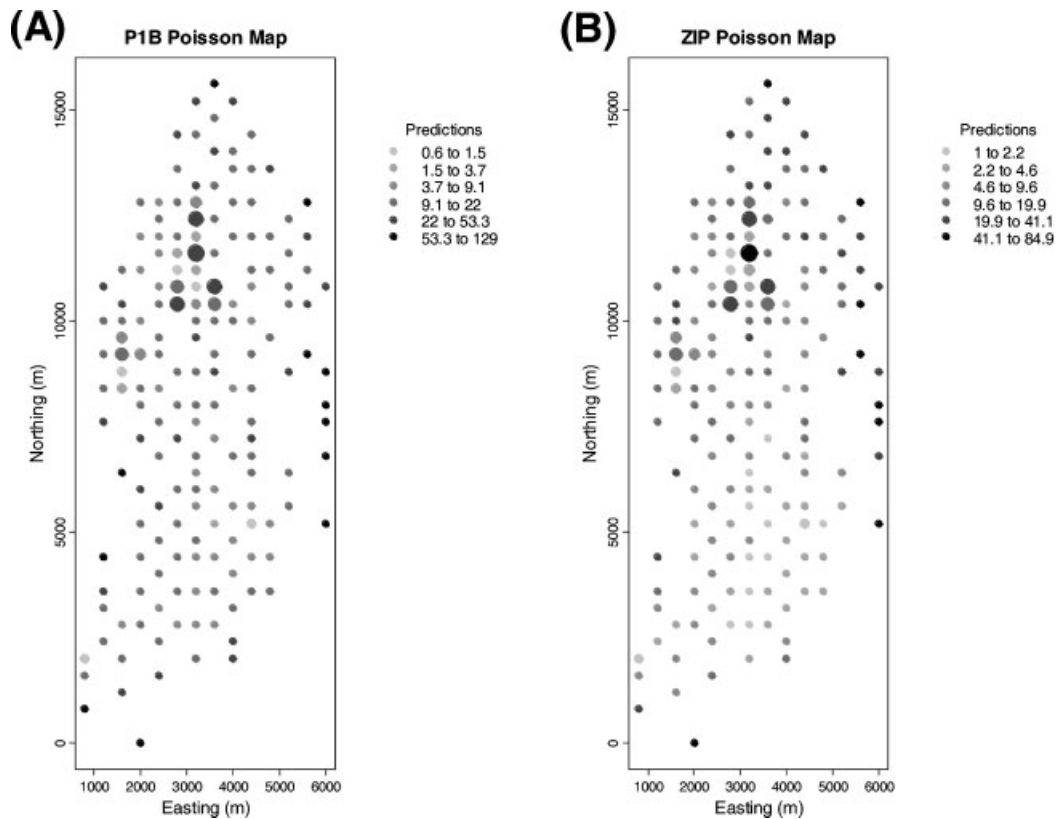 (A)
P1B Poisson Map
Northing (m)
15000
10000
5000
0
1000 2000 3000 4000 5000 6000
Easting (m)
Predictions
0.6 to 1.5
1.5 to 3.7
3.7 to 9.1
9.1 to 22
22 to 53.3
53.3 to 129
(B)
ZIP Poisson Map
Northing (m)
15000
10000
5000
0
1000 2000 3000 4000 5000 6000
Easting (m)
Predictions
1 to 2.2
2.2 to 4.6
4.6 to 9.6
9.6 to 19.9
19.9 to 41.1
41.1 to 84.9